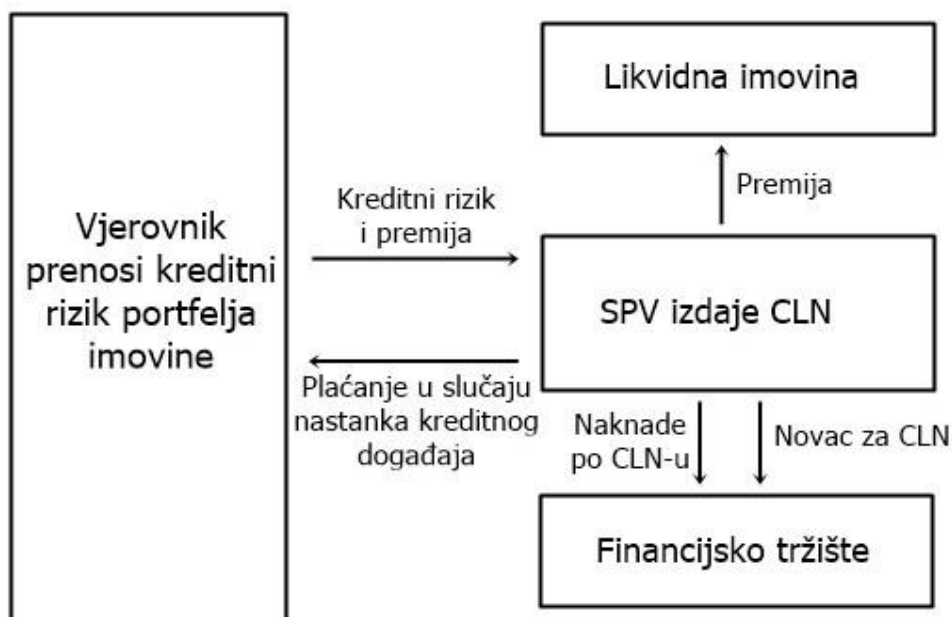 Vjerovnik
prenosi kreditni
rizik portfelja
imovine
Kreditni rizik
i premija
Plaćanje u slučaju
nastanka kreditnog
događaja
Likvidna imovina
Premija
SPV izdaje CLN
Naknade
po CLN-u
Novac za CLN
Financijsko tržište